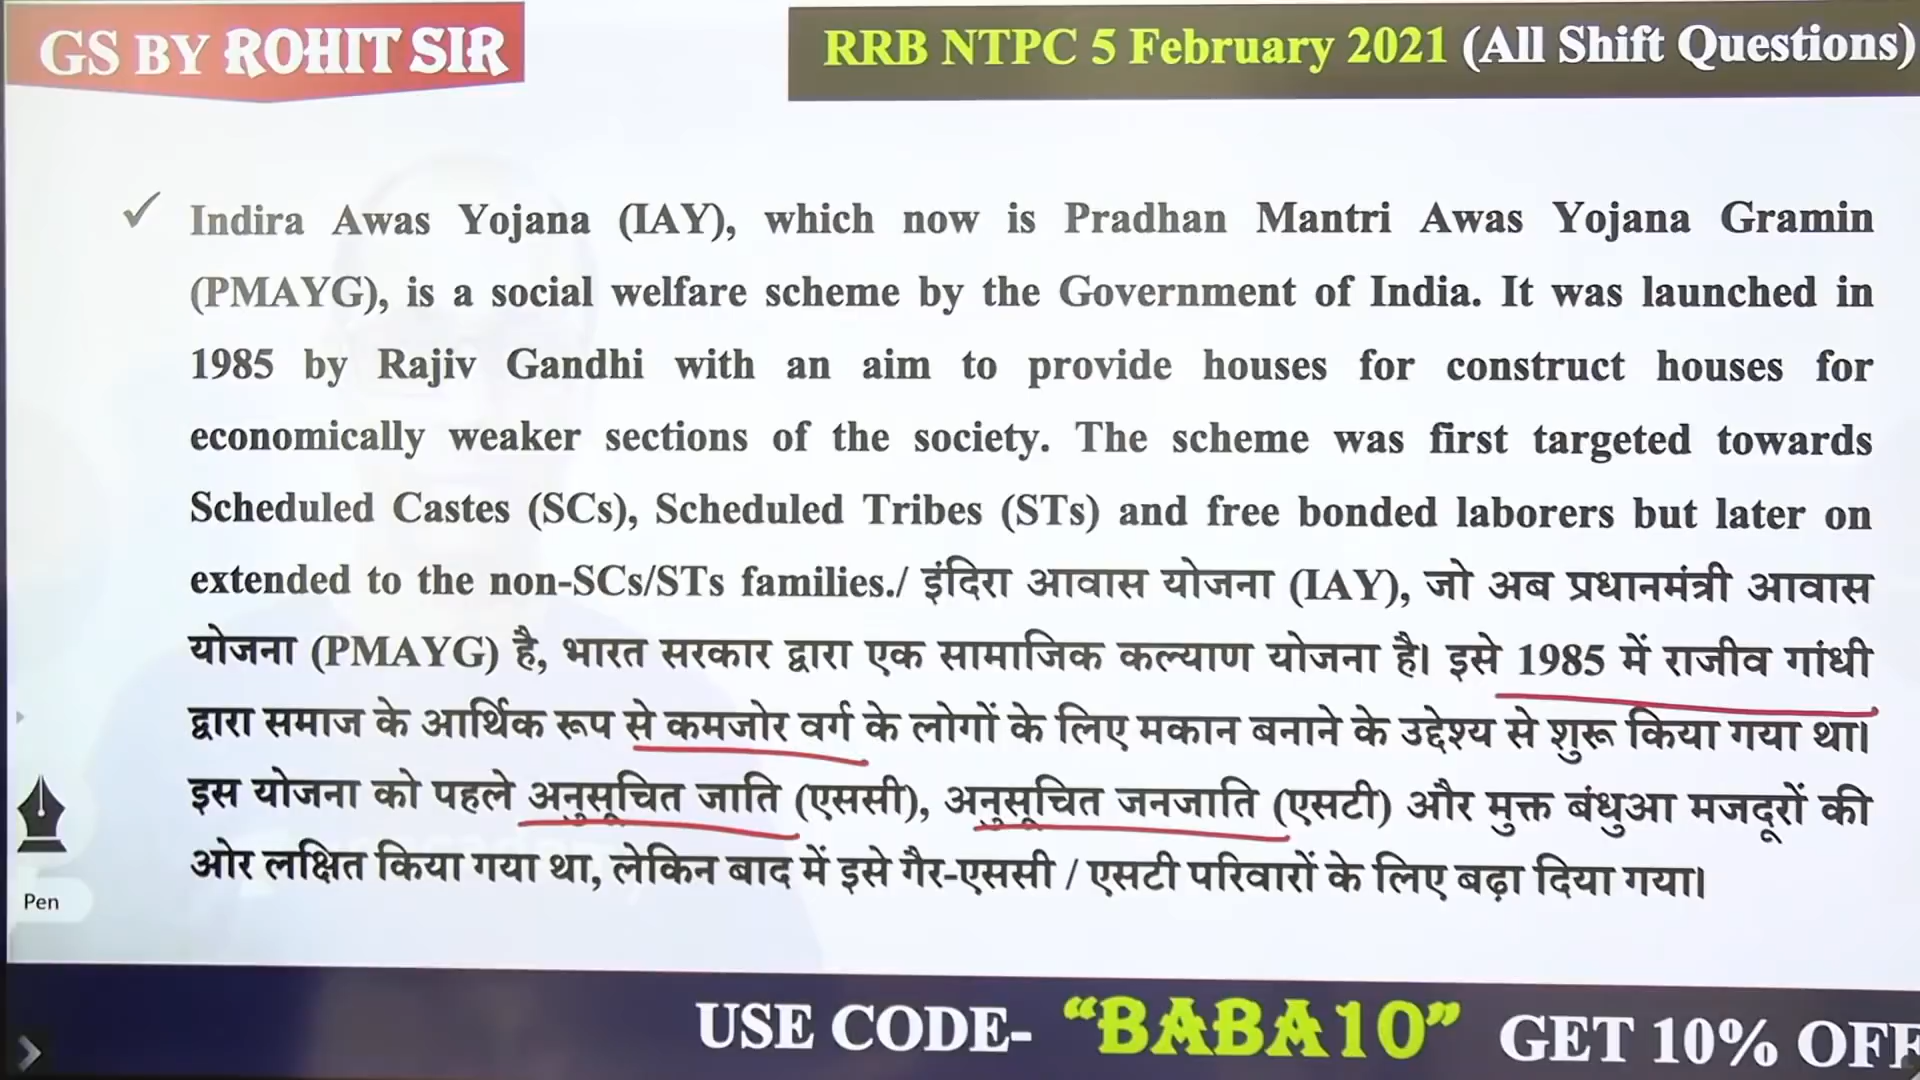 GS BY ROHIT SIR
RRB NTPC 5 February 2021 (All Shift Questions)
✓ Indira Awas Yojana (IAY), which now is Pradhan Mantri Awas Yojana Gramin
(PMAYG), is a social welfare scheme by the Government of India. It was launched in
1985 by Rajiv Gandhi with an aim to provide houses for construct houses for
economically weaker sections of the society. The scheme was first targeted towards
Scheduled Castes (SCs), Scheduled Tribes (STs) and free bonded laborers but later on
extended to the non-SCs/STs families./ इंदिरा आवास योजना (IAY), जो अब प्रधानमंत्री आवास
योजना (PMAYG) है, भारत सरकार द्वारा एक सामाजिक कल्याण योजना है। इसे 1985 में राजीव गांधी
द्वारा समाज के आर्थिक रूप से कमजोर वर्ग के लोगों के लिए मकान बनाने के उद्देश्य से शुरू किया गया था।
इस योजना को पहले अनुसूचित जाति (एससी), अनुसूचित जनजाति (एसटी) और मुक्त बंधुआ मजदूरों की
ओर लक्षित किया गया था, लेकिन बाद में इसे गैर-एससी / एसटी परिवारों के लिए बढ़ा दिया गया।
Pen
USE CODE- “BABA10” GET 10% OFF